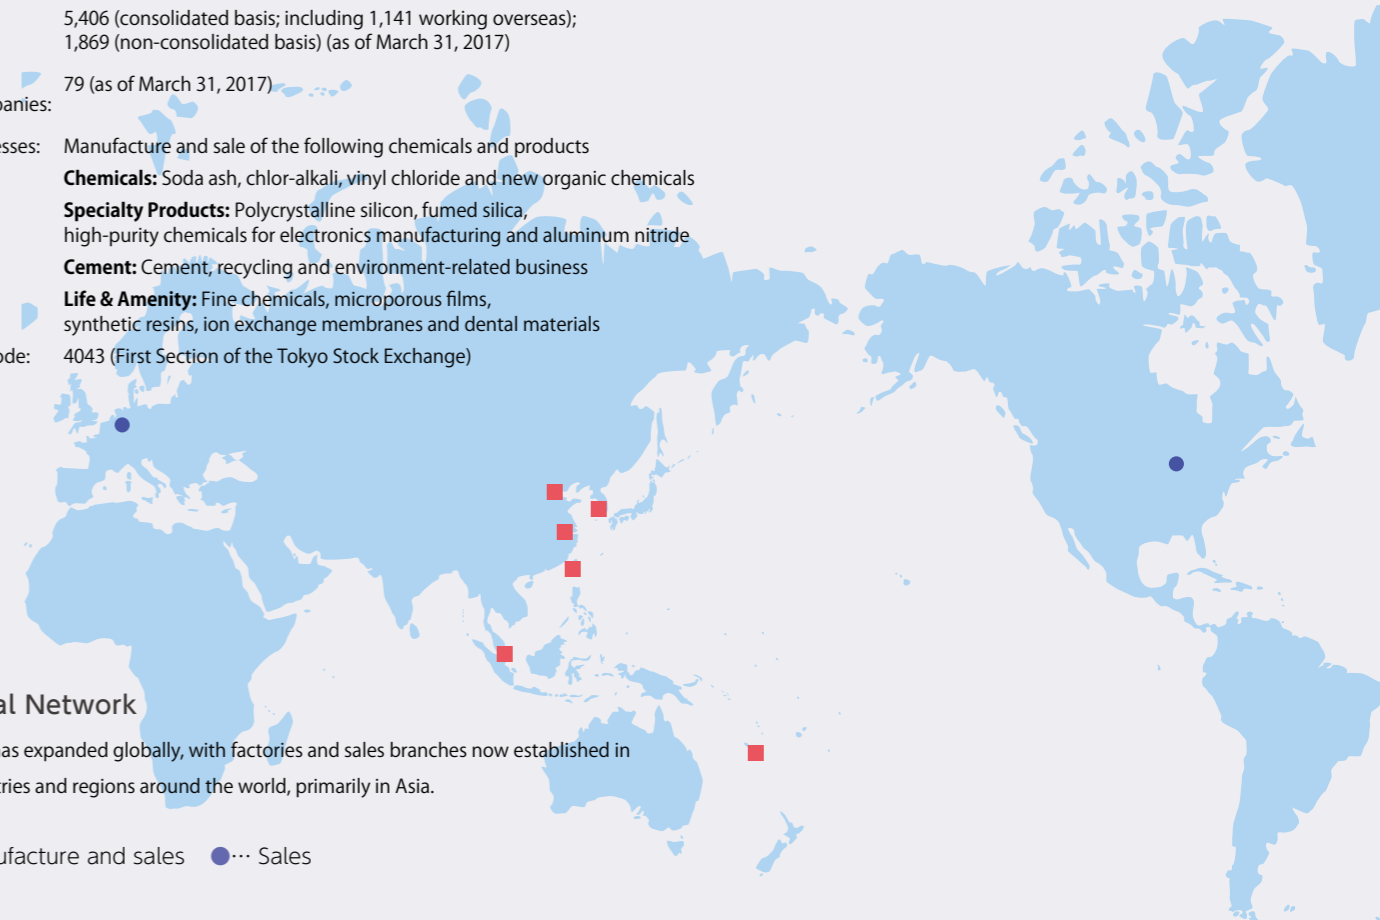 5,406 (consolidated basis; including 1,141 working overseas);
1,869 (non-consolidated basis) (as of March 31, 2017)
79 (as of March 31, 2017)
panies:
esses: Manufacture and sale of the following chemicals and products
Chemicals: Soda ash, chlor-alkali, vinyl chloride and new organic chemicals
Specialty Products: Polycrystalline silicon, fumed silica,
high-purity chemicals for electronics manufacturing and aluminum nitride
Cement: Cement, recycling and environment-related business
Life & Amenity: Fine chemicals, microporous films,
synthetic resins, ion exchange membranes and dental materials
ode: 4043 (First Section of the Tokyo Stock Exchange)
al Network
as expanded globally, with factories and sales branches now established in
ries and regions around the world, primarily in Asia.
ufacture and sales ●··· Sales